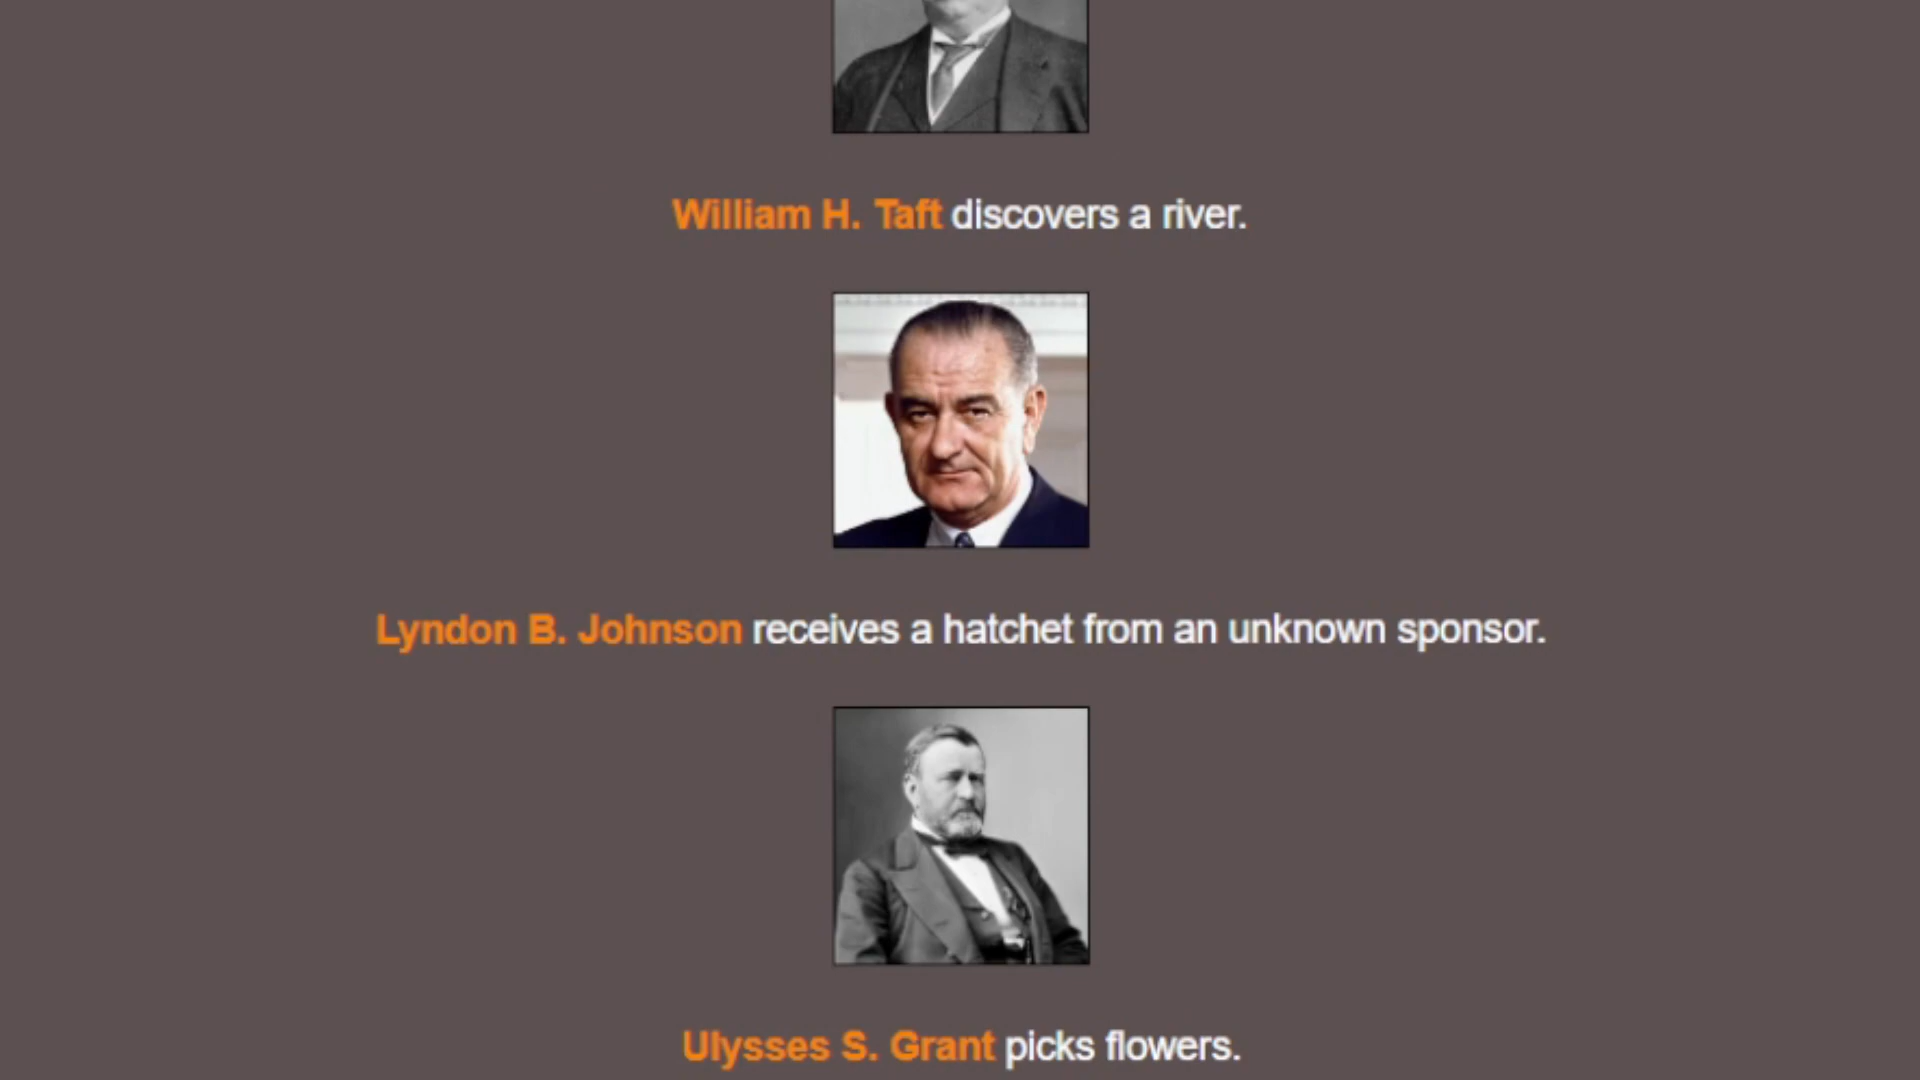 William H. Taft discovers a river.
Lyndon B. Johnson receives a hatchet from an unknown sponsor.
Ulysses S. Grant picks flowers.